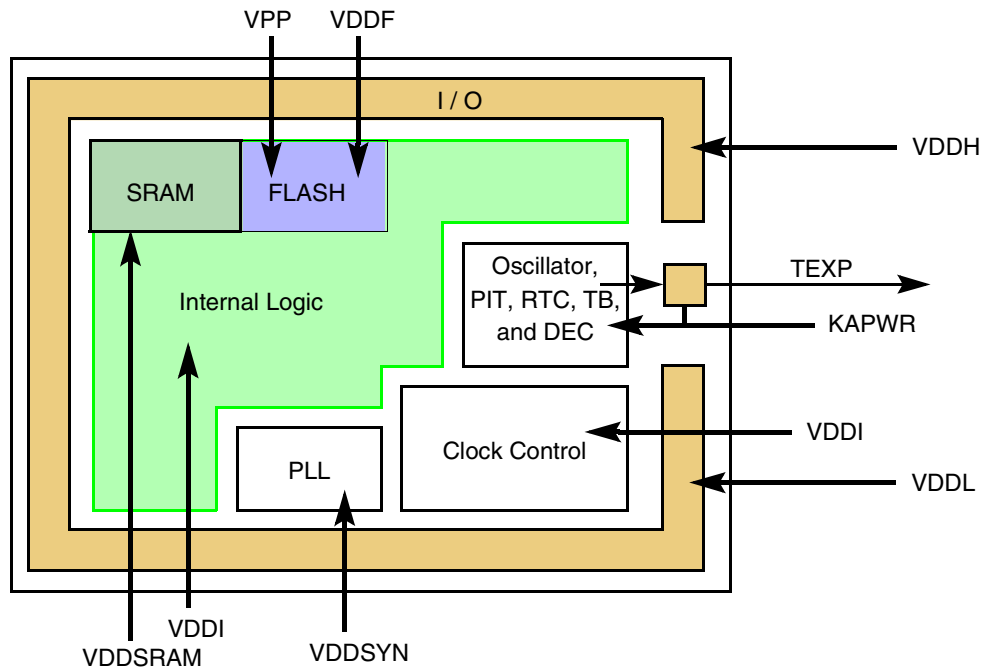 VPP
VDDF
I / O
VDDH
SRAM
FLASH
Oscillator,
PIT, RTC, TB,
and DEC
TEXP
Internal Logic
KAPWR
VDDI
Clock Control
PLL
VDDL
VDDI
VDDSRAM
VDDSYN